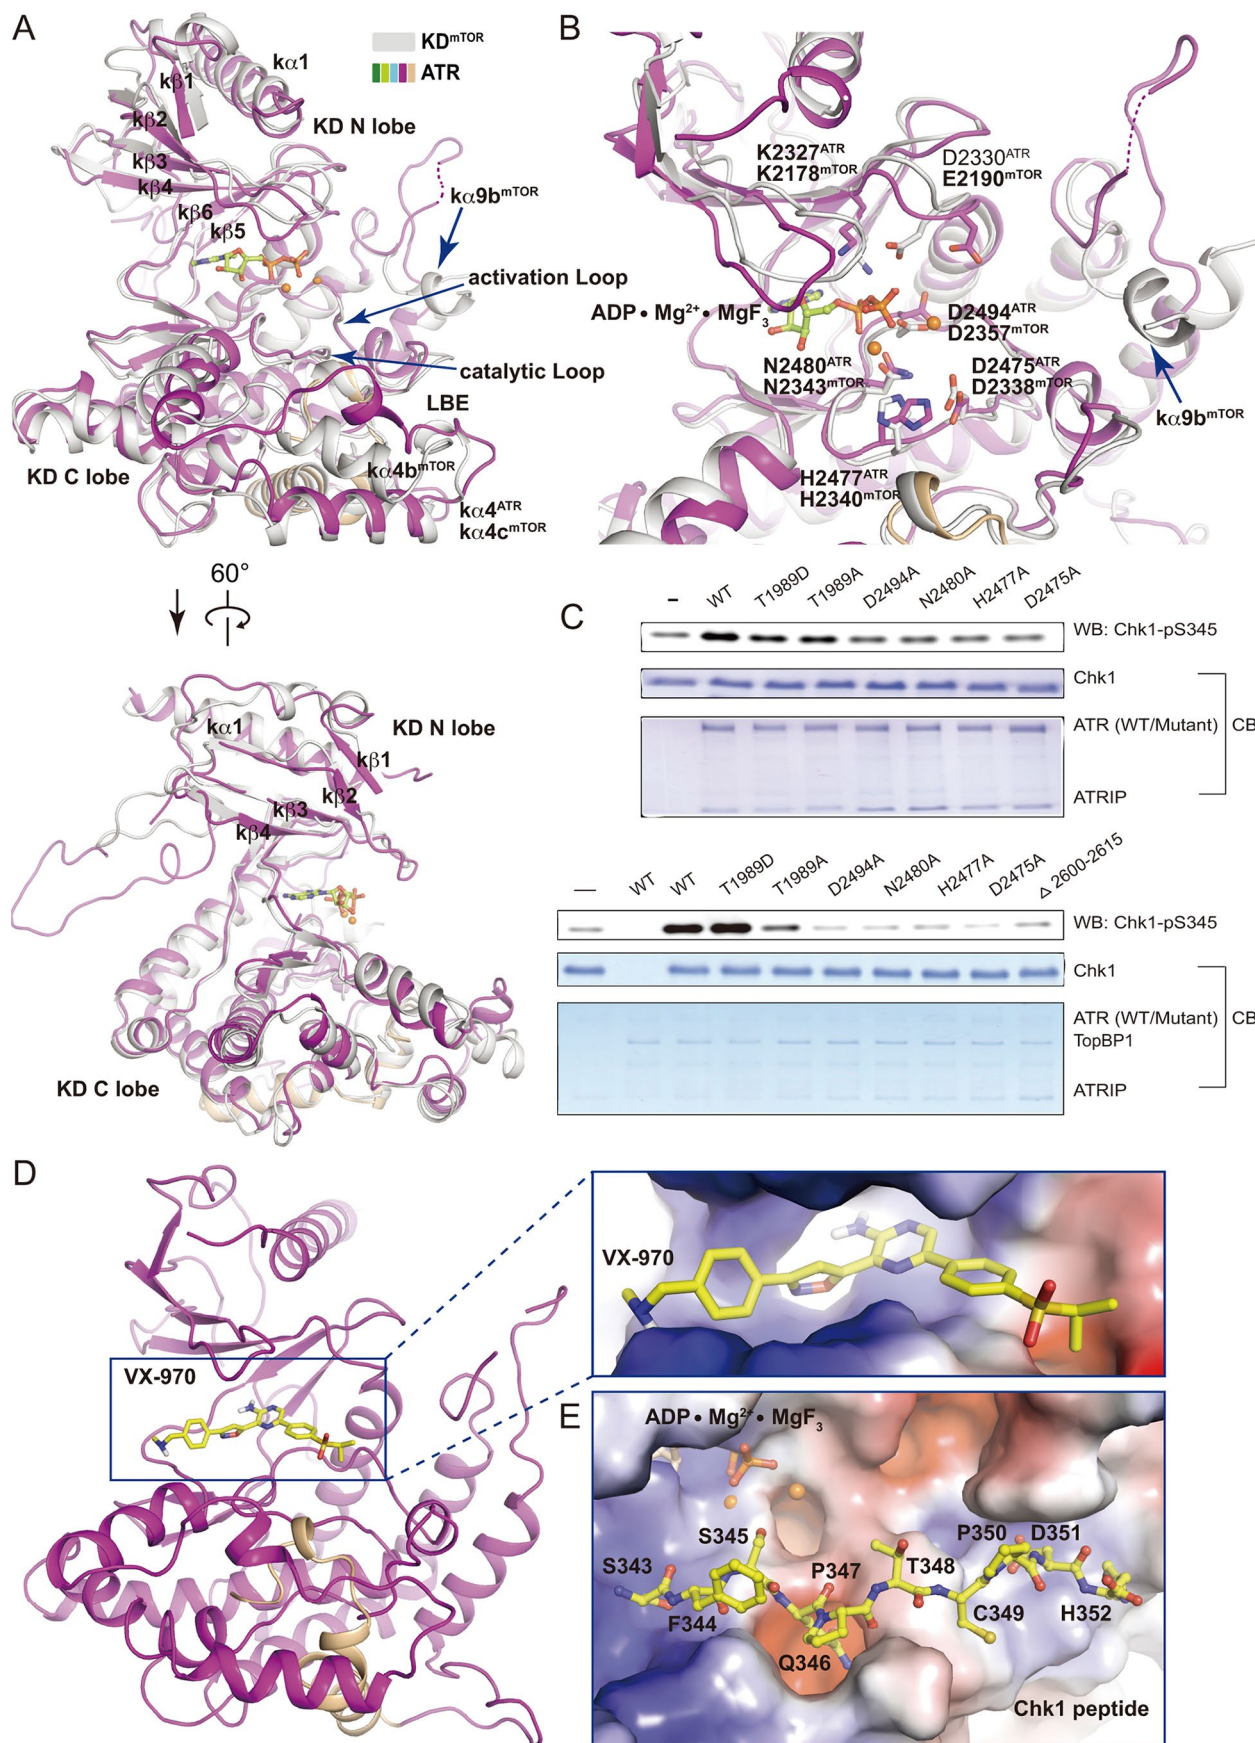 A
KD^mTOR
ATR
kα1
kβ1
KD N lobe
kβ2
kβ3
kβ4
kα9b^mTOR
kβ6
kβ5
activation Loop
catalytic Loop
LBE
KD C lobe
kα4b^mTOR
kα4^ATR
kα4c^mTOR
60°
kα1
KD N lobe
kβ1
kβ2
kβ3
kβ4
KD C lobe
B
K2327^ATR
K2178^mTOR
D2330^ATR
E2190^mTOR
ADP • Mg²⁺ • MgF₃
D2494^ATR
D2357^mTOR
N2480^ATR
N2343^mTOR
D2475^ATR
D2338^mTOR
kα9b^mTOR
H2477^ATR
H2340^mTOR
C
– WT T1989D T1989A D2494A N2480A H2477A D2475A
WB: Chk1-pS345
Chk1
ATR (WT/Mutant)
CB
ATRIP
— WT WT T1989D T1989A D2494A N2480A H2477A D2475A Δ 2600-2615
WB: Chk1-pS345
Chk1
ATR (WT/Mutant)
CB
TopBP1
ATRIP
D
VX-970
VX-970
E
ADP • Mg²⁺ • MgF₃
S345
P350 D351
S343
P347
T348
F344
C349
H352
Q346
Chk1 peptide